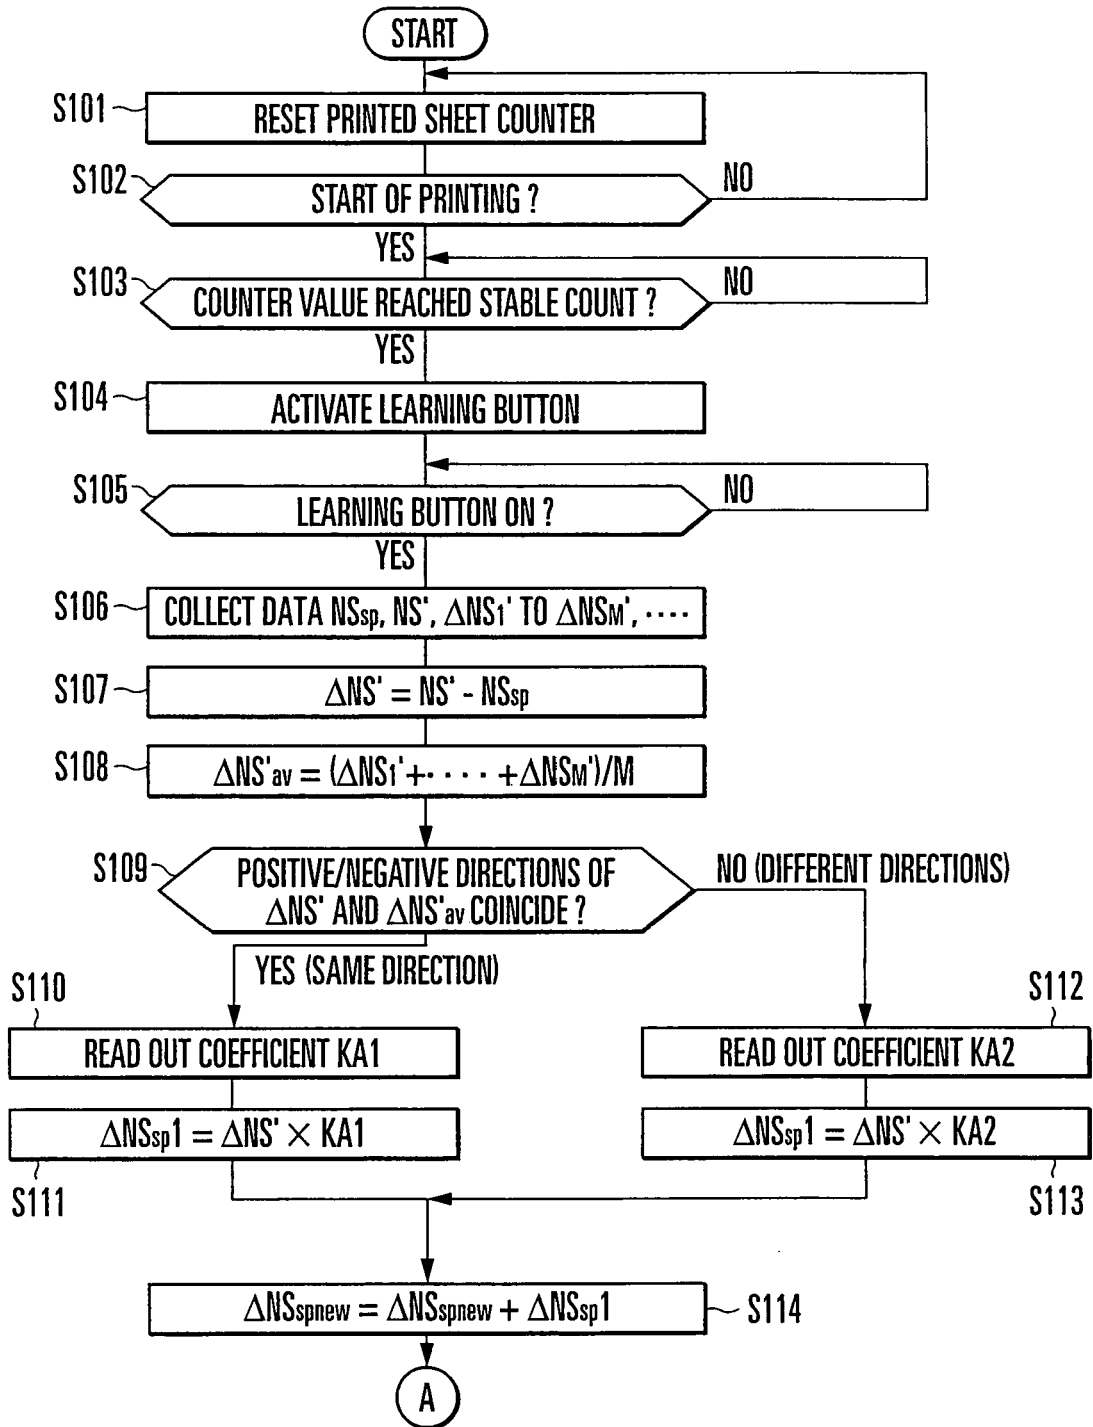 START
S101
RESET PRINTED SHEET COUNTER
S102
START OF PRINTING ?
NO
YES
S103
COUNTER VALUE REACHED STABLE COUNT ?
NO
YES
S104
ACTIVATE LEARNING BUTTON
S105
LEARNING BUTTON ON ?
NO
YES
S106
COLLECT DATA NSsp, NS', ΔNS1' TO ΔNSM', ····
S107
ΔNS' = NS' - NSsp
S108
ΔNS'av = (ΔNS1'+····+ΔNSM')/M
S109
POSITIVE/NEGATIVE DIRECTIONS OF
ΔNS' AND ΔNS'av COINCIDE ?
NO (DIFFERENT DIRECTIONS)
YES (SAME DIRECTION)
S110
READ OUT COEFFICIENT KA1
ΔNSsp1 = ΔNS' × KA1
S111
S112
READ OUT COEFFICIENT KA2
ΔNSsp1 = ΔNS' × KA2
S113
ΔNSspnew = ΔNSspnew + ΔNSsp1
S114
A